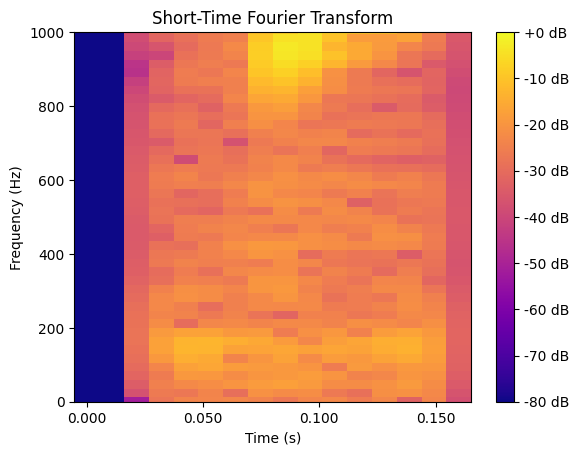 Short-Time Fourier Transform
Frequency (Hz)
1000
800
600
400
200
0
0.000
0.050
0.100
0.150
Time (s)
+0 dB
-10 dB
-20 dB
-30 dB
-40 dB
-50 dB
-60 dB
-70 dB
-80 dB